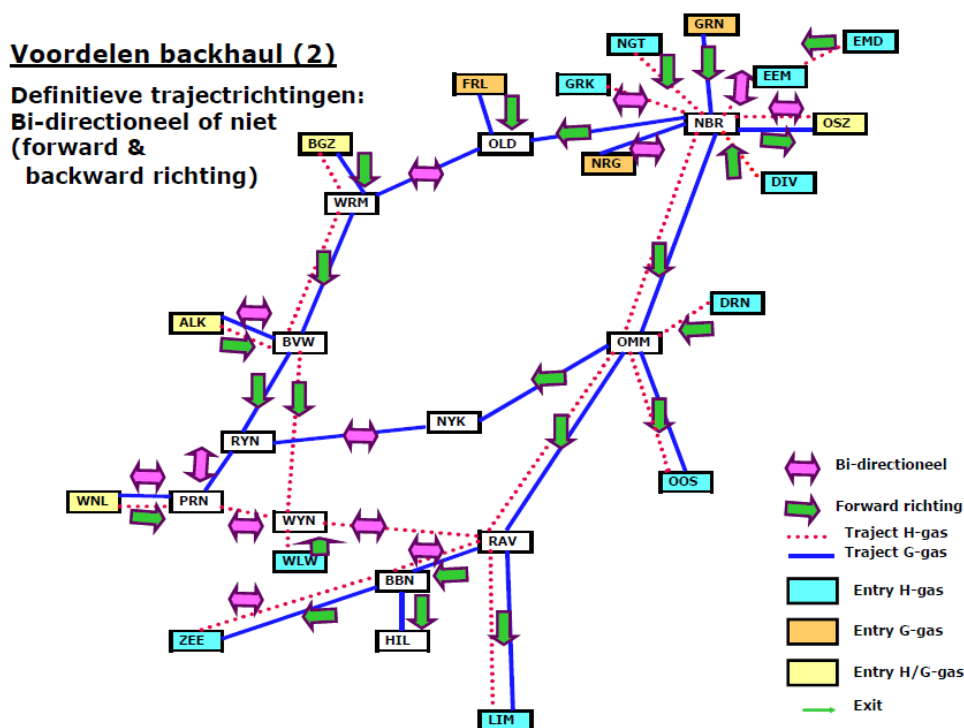 Voordelen backhaul (2)
Definitieve trajectrichtingen:
Bi-directioneel of niet
(forward &
backward richting)
GRN
NGT
EMD
EEM
GRK
FRL
NBR
OSZ
OLD
BGZ
NRG
DIV
WRM
DRN
ALK
BVW
OMM
NYK
RYN
OOS
WNL
PRN
WYN
RAV
WLW
BBN
ZEE
HIL
LIM
Bi-directioneel
Forward richting
Traject H-gas
Traject G-gas
Entry H-gas
Entry G-gas
Entry H/G-gas
Exit